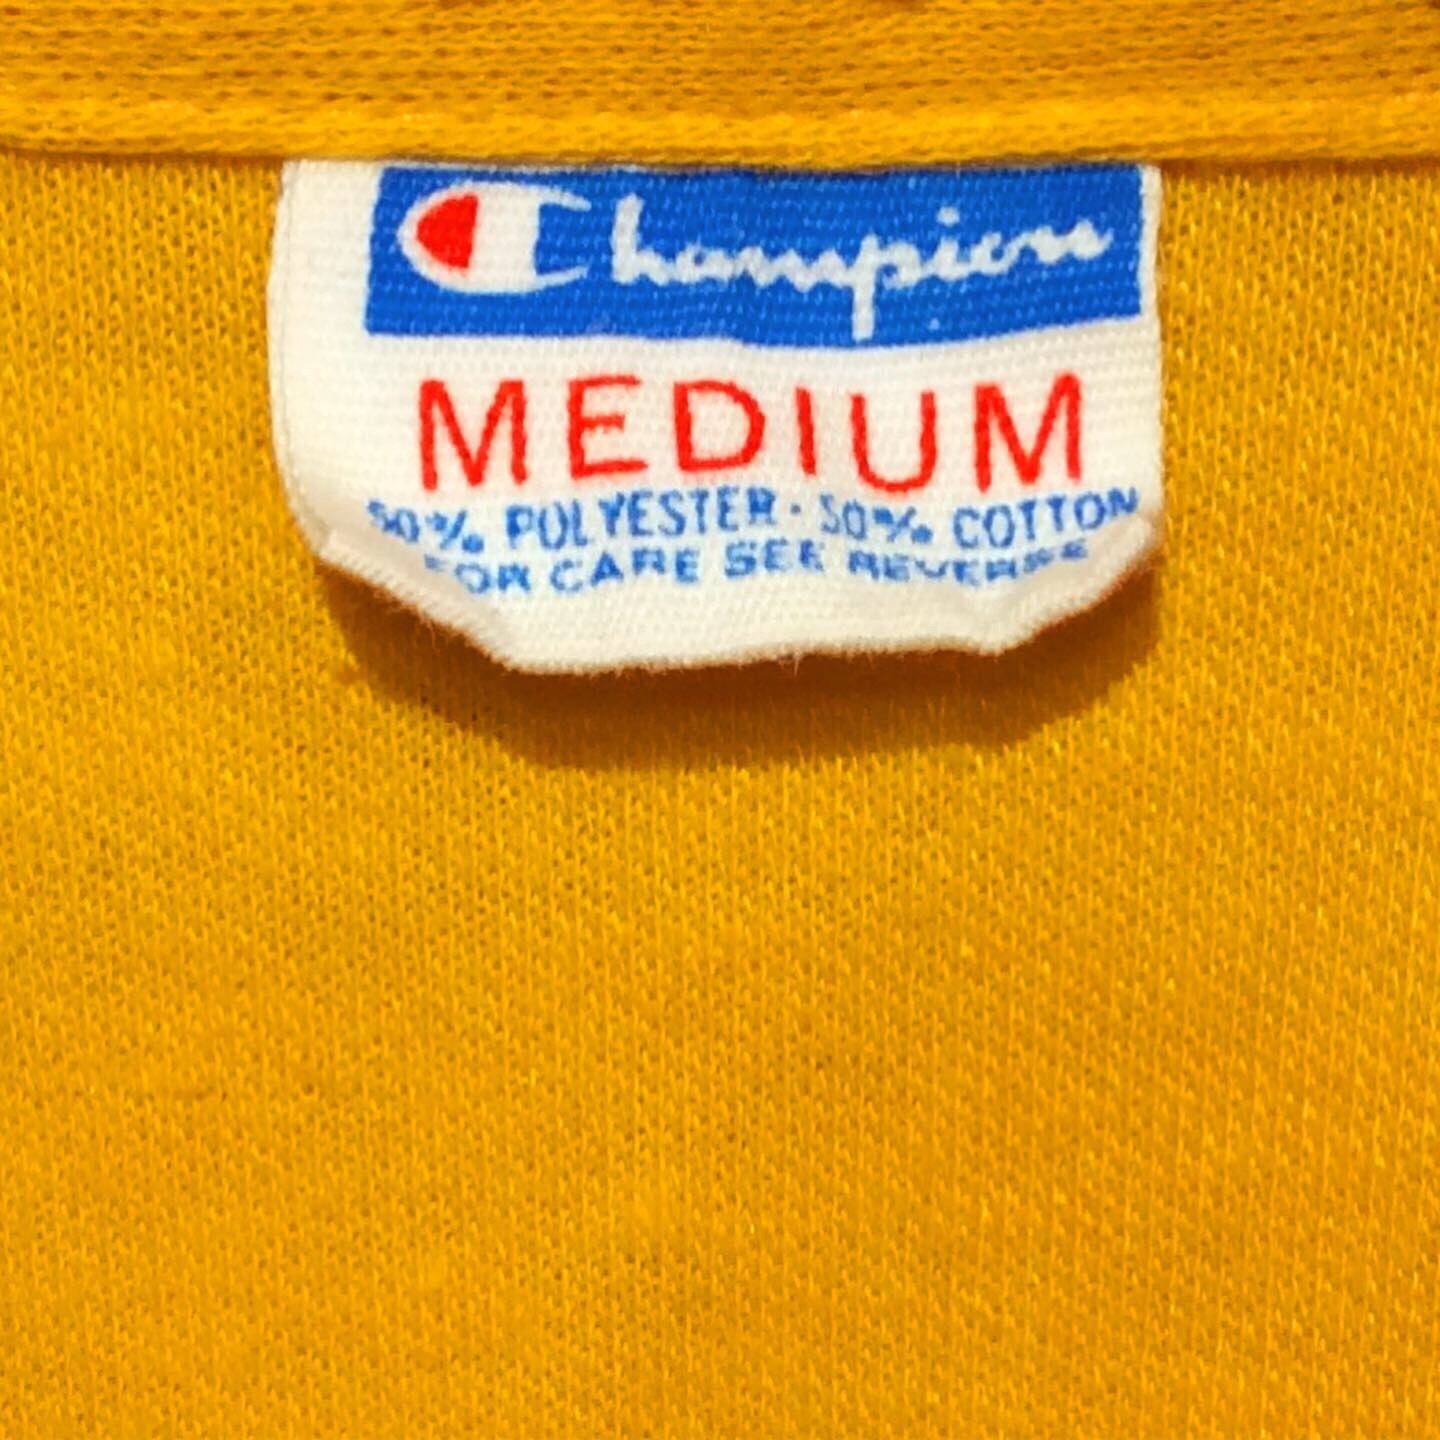 Champion
MEDIUM
50% POLYESTER · 50% COTTON
FOR CARE SEE REVERSE